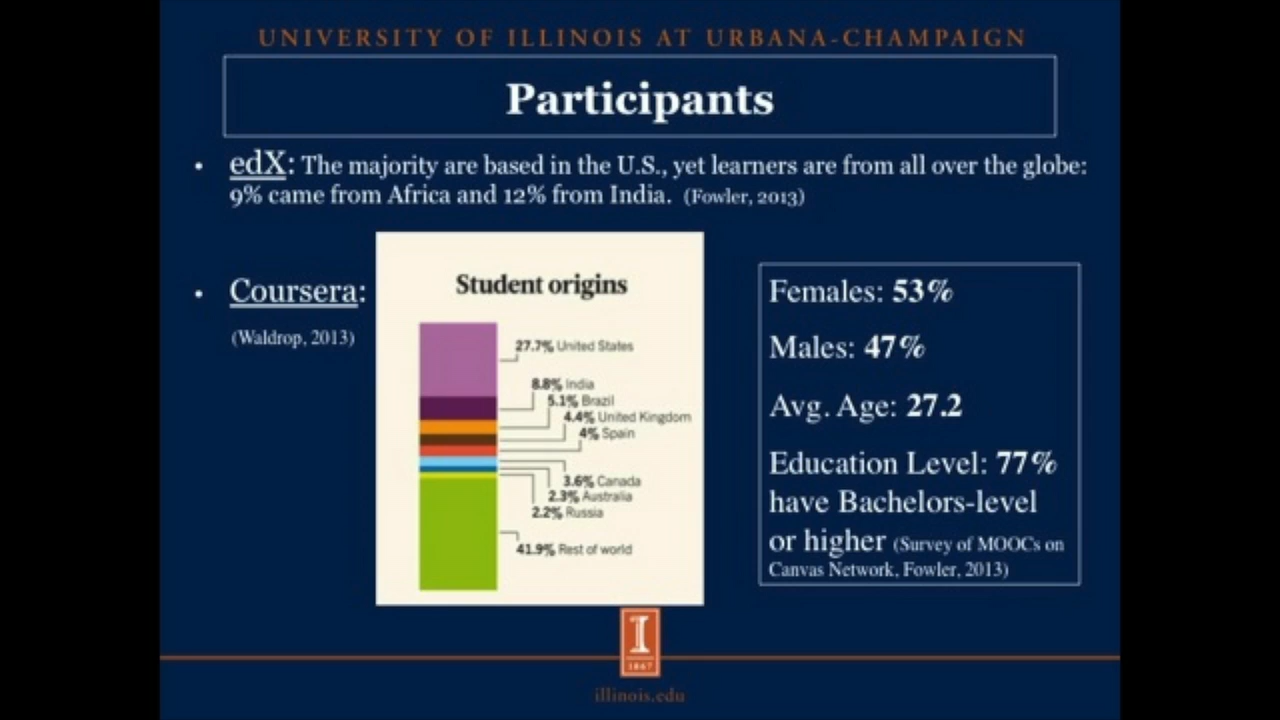 UNIVERSITY OF ILLINOIS AT URBANA-CHAMPAIGN
Participants
• edX: The majority are based in the U.S., yet learners are from all over the globe:
9% came from Africa and 12% from India. (Fowler, 2013)
• Coursera:
(Waldrop, 2013)
Student origins
27.7% United States
8.8% India
5.1% Brazil
4.4% United Kingdom
4% Spain
3.6% Canada
2.3% Australia
2.2% Russia
41.9% Rest of world
Females: 53%
Males: 47%
Avg. Age: 27.2
Education Level: 77%
have Bachelors-level
or higher (Survey of MOOCs on
Canvas Network, Fowler, 2013)
I
1867
illinois.edu